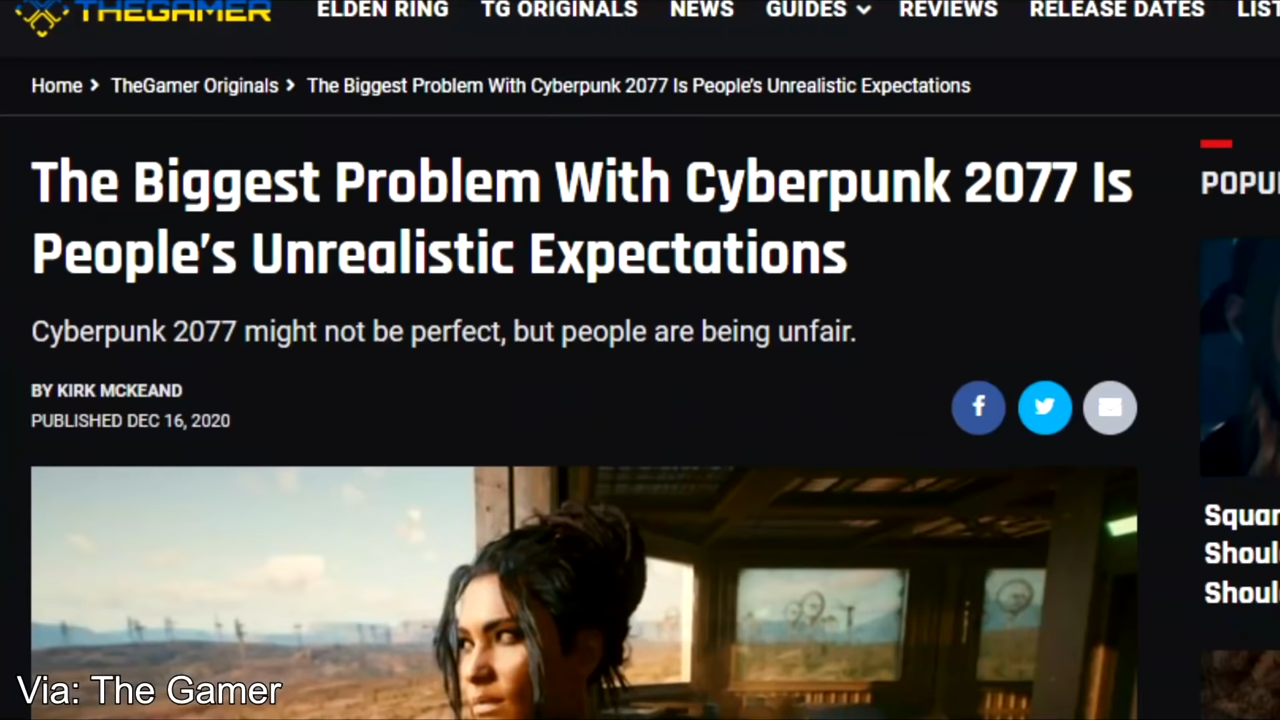 THEGAMER ELDEN RING TG ORIGINALS NEWS GUIDES REVIEWS RELEASE DATES
Home > TheGamer Originals > The Biggest Problem With Cyberpunk 2077 Is People's Unrealistic Expectations
The Biggest Problem With Cyberpunk 2077 Is
People's Unrealistic Expectations
Cyberpunk 2077 might not be perfect, but people are being unfair.
BY KIRK MCKEAND
PUBLISHED DEC 16, 2020
f
Shoul
Shoul
Via: The Gamer